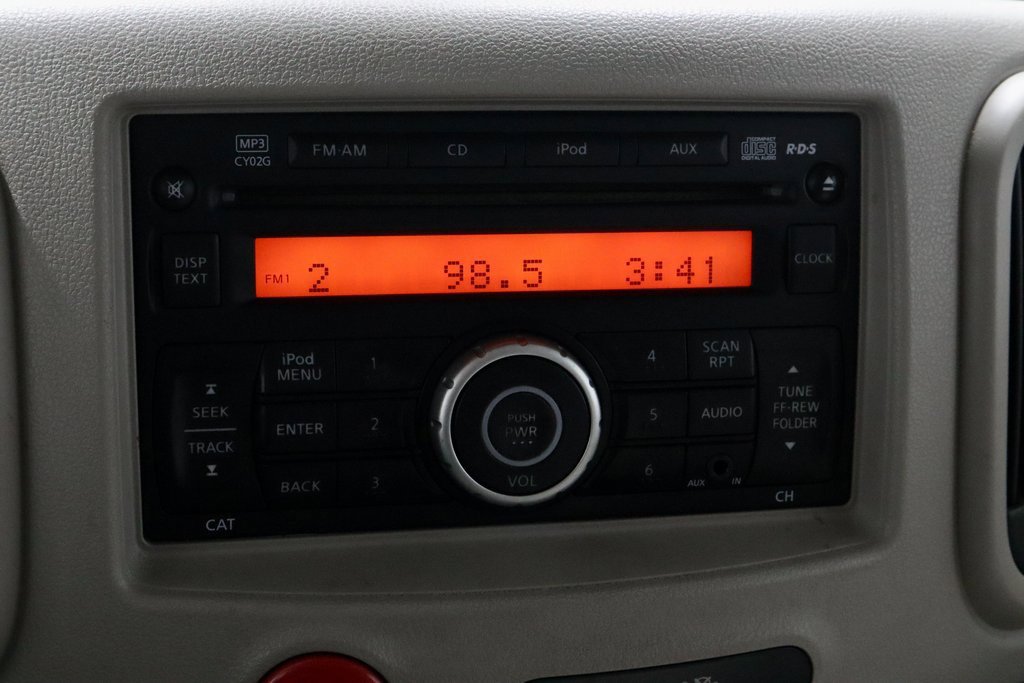 MP3
CY02G
FM·AM
CD
iPod
AUX
COMPACT
disc
DIGITAL AUDIO
R·D·S
DISP
TEXT
FM1 2 98.5 3:41
CLOCK
SEEK
TRACK
CAT
iPod
MENU
1
ENTER
2
BACK
3
PUSH
PWR
VOL
4
SCAN
RPT
5
AUDIO
6
AUX IN
TUNE
FF-REW
FOLDER
CH